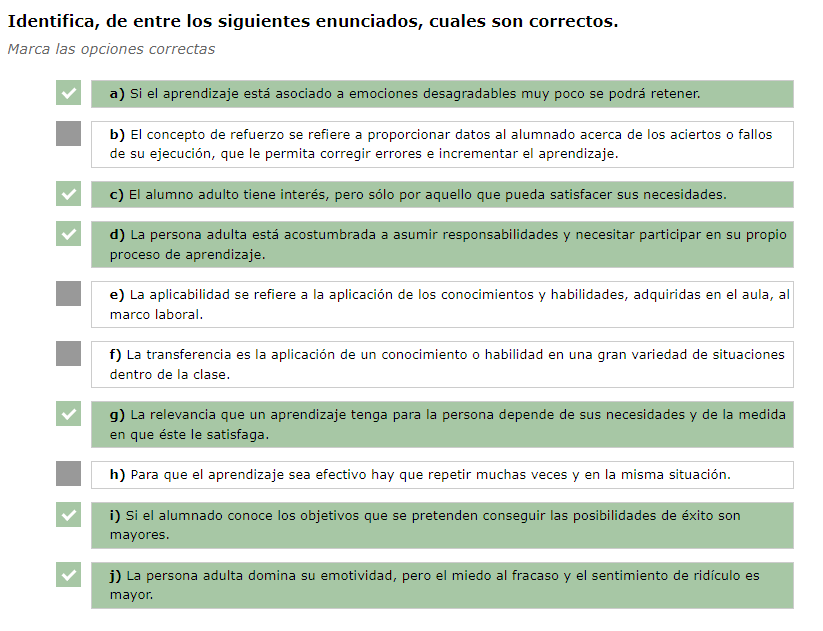 Identifica, de entre los siguientes enunciados, cuales son correctos.
Marca las opciones correctas
a) Si el aprendizaje está asociado a emociones desagradables muy poco se podrá retener.
b) El concepto de refuerzo se refiere a proporcionar datos al alumnado acerca de los aciertos o fallos
de su ejecución, que le permita corregir errores e incrementar el aprendizaje.
c) El alumno adulto tiene interés, pero sólo por aquello que pueda satisfacer sus necesidades.
d) La persona adulta está acostumbrada a asumir responsabilidades y necesitar participar en su propio
proceso de aprendizaje.
e) La aplicabilidad se refiere a la aplicación de los conocimientos y habilidades, adquiridas en el aula, al
marco laboral.
f) La transferencia es la aplicación de un conocimiento o habilidad en una gran variedad de situaciones
dentro de la clase.
g) La relevancia que un aprendizaje tenga para la persona depende de sus necesidades y de la medida
en que éste le satisfaga.
h) Para que el aprendizaje sea efectivo hay que repetir muchas veces y en la misma situación.
i) Si el alumnado conoce los objetivos que se pretenden conseguir las posibilidades de éxito son
mayores.
j) La persona adulta domina su emotividad, pero el miedo al fracaso y el sentimiento de ridículo es
mayor.